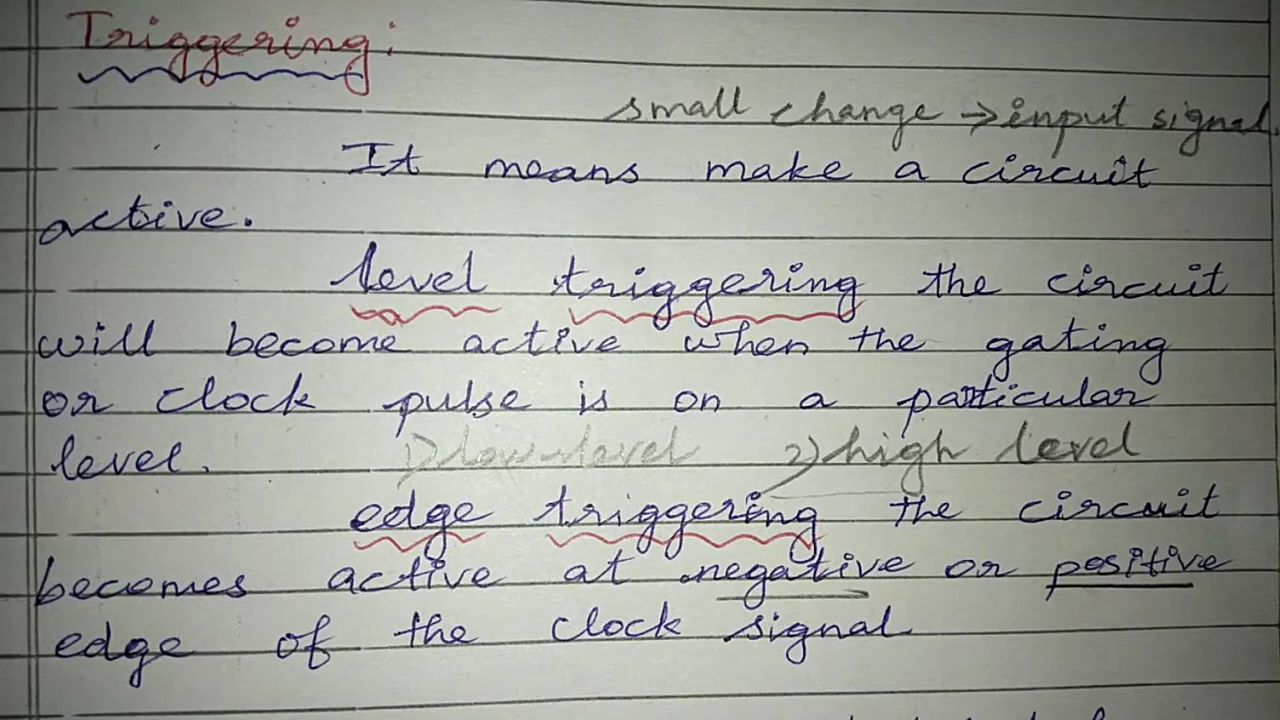 Triggering:
small change → input signal
It means make a circuit
active.
level triggering the circuit
will become active when the gating
or clock pulse is on a particular
level. 1) low-level 2) high level
edge triggering the circuit
becomes active at negative or positive
edge of the clock signal.